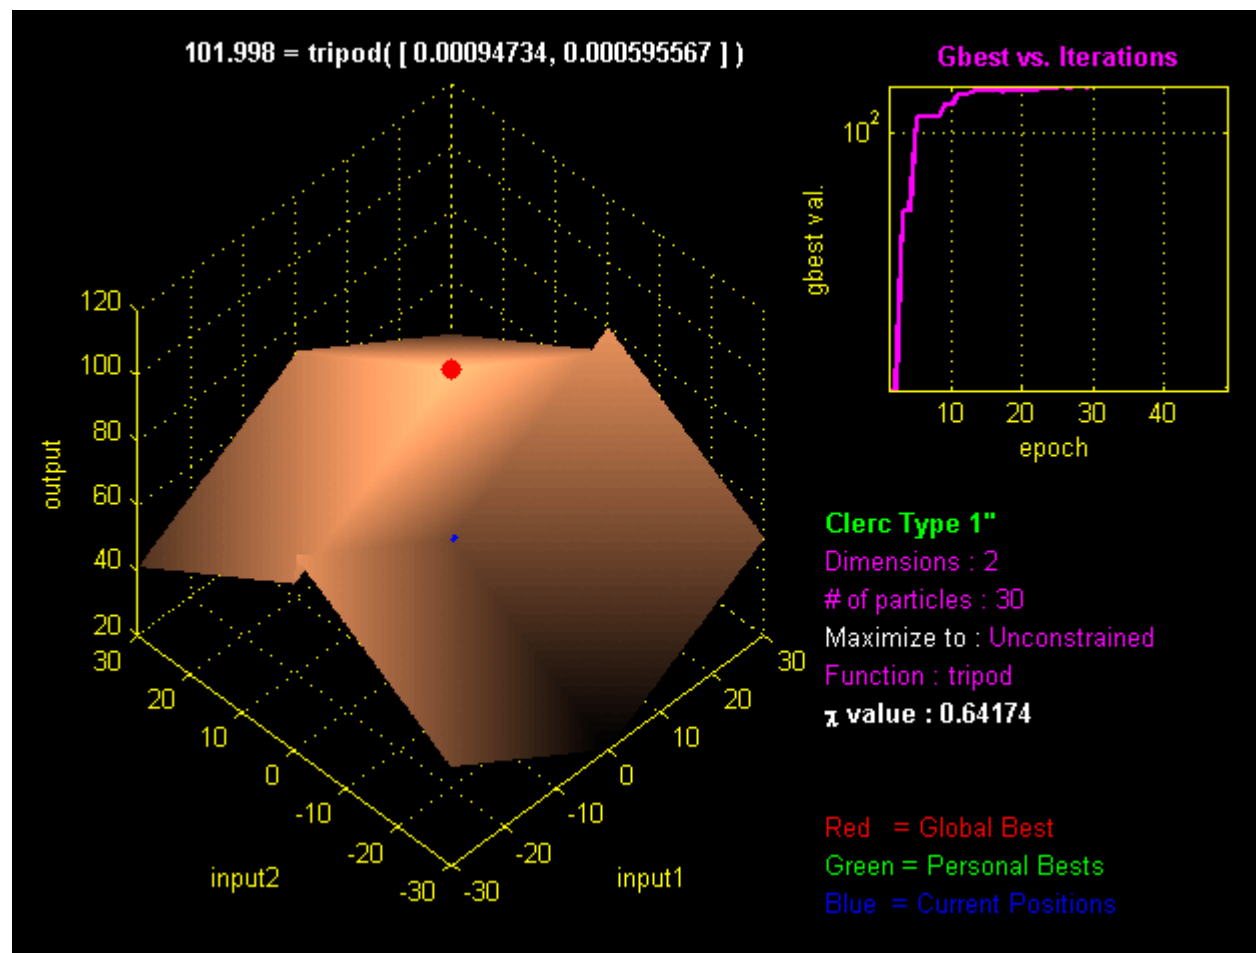 101.998 = tripod( [ 0.00094734, 0.000595567 ] )
120
100
80
60
40
20
output
30
20
10
0
-10
-20
-30
input2
-30
-20
-10
0
10
20
30
input1
Gbest vs. Iterations
10²
gbest val.
10 20 30 40
epoch
Clerc Type 1"
Dimensions : 2
# of particles : 30
Maximize to : Unconstrained
Function : tripod
χ value : 0.64174
Red = Global Best
Green = Personal Bests
Blue = Current Positions